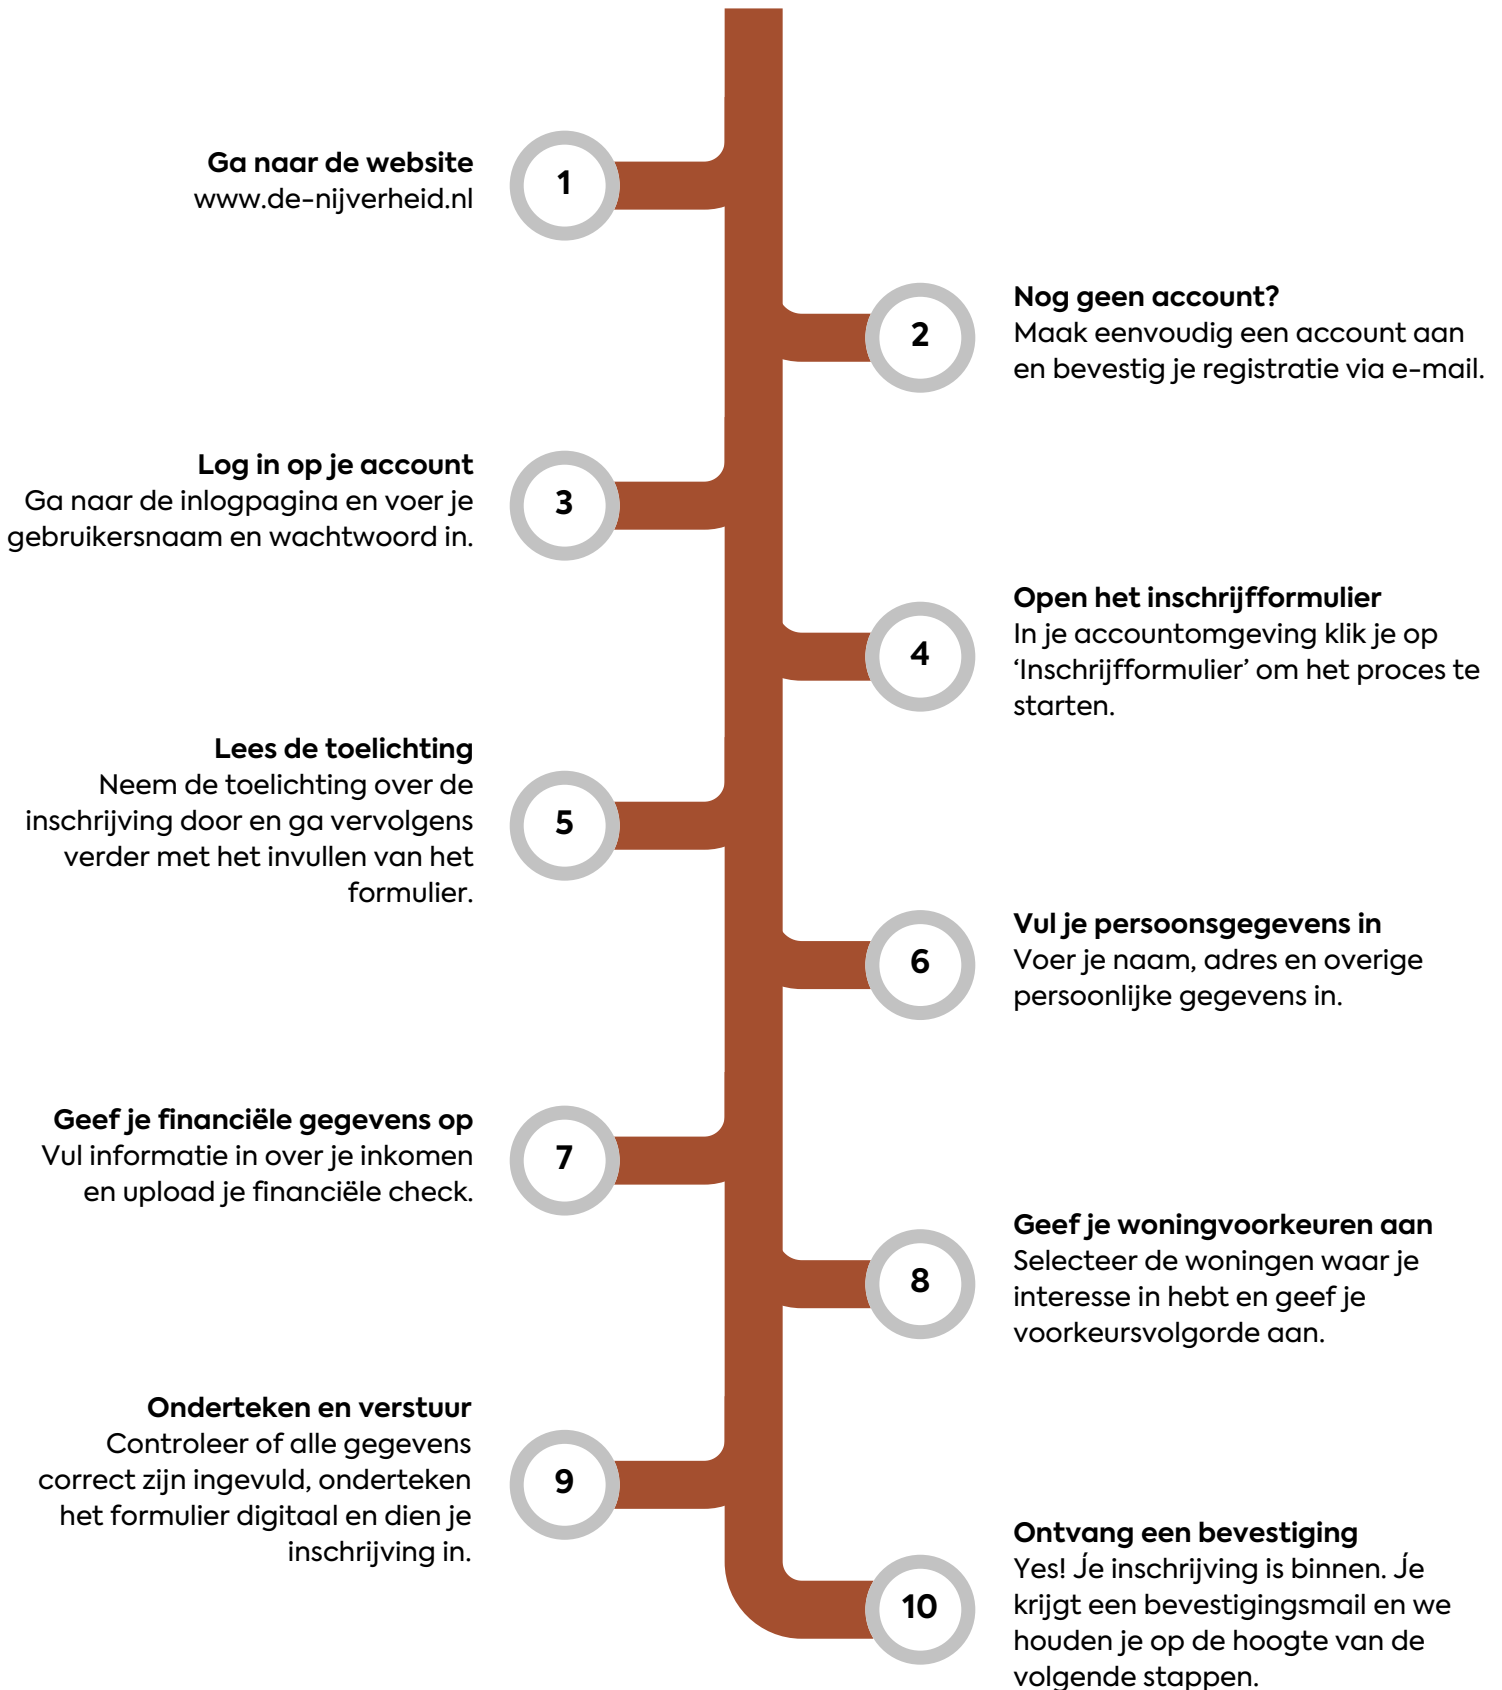 Ga naar de website
www.de-nijverheid.nl
1
2
Nog geen account?
Maak eenvoudig een account aan
en bevestig je registratie via e-mail.
Log in op je account
Ga naar de inlogpagina en voer je
gebruikersnaam en wachtwoord in.
3
4
Open het inschrijfformulier
In je accountomgeving klik je op
‘Inschrijfformulier’ om het proces te
starten.
Lees de toelichting
Neem de toelichting over de
inschrijving door en ga vervolgens
verder met het invullen van het
formulier.
5
6
Vul je persoonsgegevens in
Voer je naam, adres en overige
persoonlijke gegevens in.
Geef je financiële gegevens op
Vul informatie in over je inkomen
en upload je financiële check.
7
8
Geef je woningvoorkeuren aan
Selecteer de woningen waar je
interesse in hebt en geef je
voorkeursvolgorde aan.
Onderteken en verstuur
Controleer of alle gegevens
correct zijn ingevuld, onderteken
het formulier digitaal en dien je
inschrijving in.
9
10
Ontvang een bevestiging
Yes! J́e inschrijving is binnen. J́e
krijgt een bevestigingsmail en we
houden je op de hoogte van de
volgende stappen.